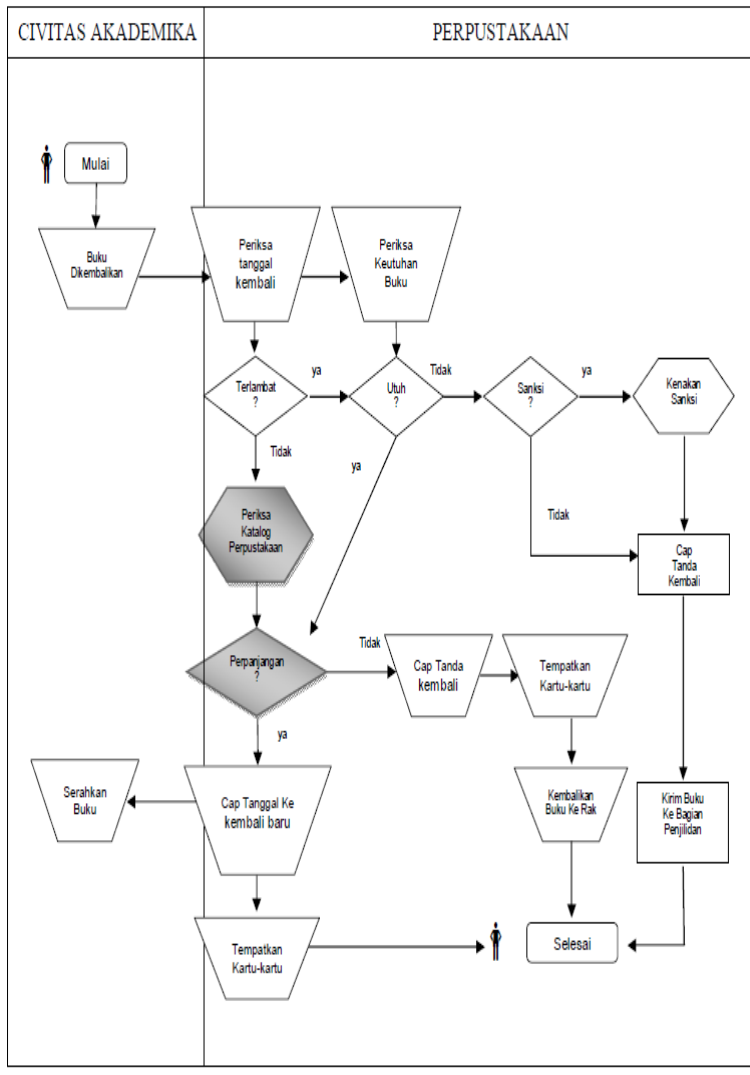 CIVITAS AKADEMIKA
PERPUSTAKAAN
Mulai
Buku
Dikembalikan
Periksa
tanggal
kembali
Periksa
Keutuhan
Buku
Terlambat
?
ya
Utuh
?
Tidak
Sanksi
?
ya
Kenakan
Sanksi
Tidak
ya
Periksa
Katalog
Perpustakaan
Tidak
Cap
Tanda
Kembali
Perpanjangan
?
Tidak
Cap Tanda
kembali
Tempatkan
Kartu-kartu
ya
Serahkan
Buku
Cap Tanggal Ke
kembali baru
Kembalikan
Buku Ke Rak
Kirim Buku
Ke Bagian
Penjilidan
Tempatkan
Kartu-kartu
Selesai